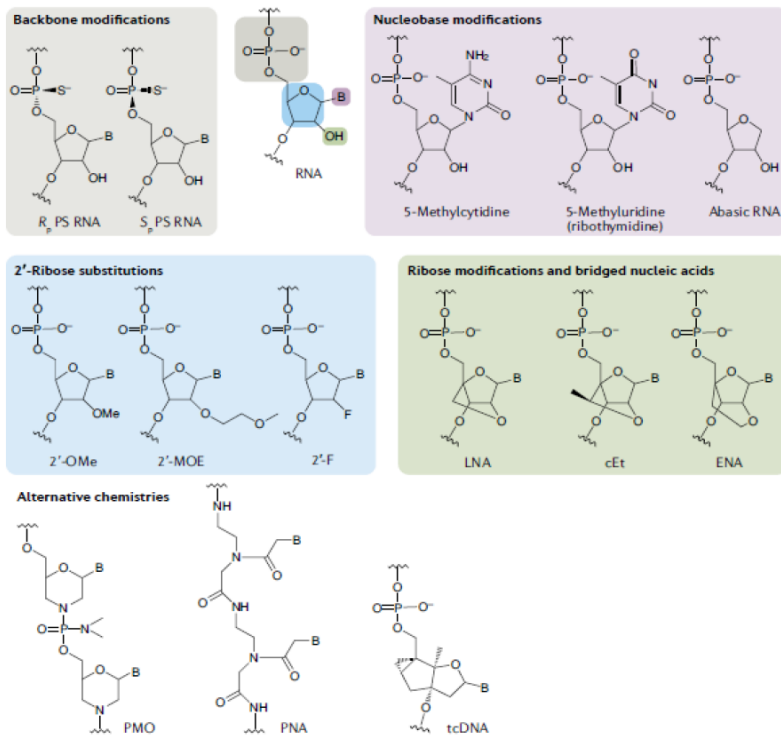 Backbone modifications
O
O=P S–
O
O
B
O
OH
Rp PS RNA
O
O=P S–
O
O
B
O
OH
Sp PS RNA
O
O=P–O–
O
O
B
O
OH
RNA
Nucleobase modifications
O
O=P–O–
O
NH2
N
N
O
O
O
OH
5-Methylcytidine
O
O=P–O–
O
O
N
N
O
O
O
OH
5-Methyluridine
(ribothymidine)
O
O=P–O–
O
O
O
OH
Abasic RNA
2′-Ribose substitutions
O
O=P–O–
O
O
B
O
OMe
2′-OMe
O
O=P–O–
O
O
B
O
O
O
2′-MOE
O
O=P–O–
O
O
B
O
F
2′-F
Ribose modifications and bridged nucleic acids
O
O=P–O–
O
O
B
O
O
LNA
O
O=P–O–
O
O
B
O
O
cEt
O
O=P–O–
O
O
B
O
O
ENA
Alternative chemistries
O
O
B
N
O=P–N
O
O
B
N
PMO
NH
N
B
O
O
NH
N
B
O
O
NH
PNA
O
O=P–O–
O
O
B
O
tcDNA